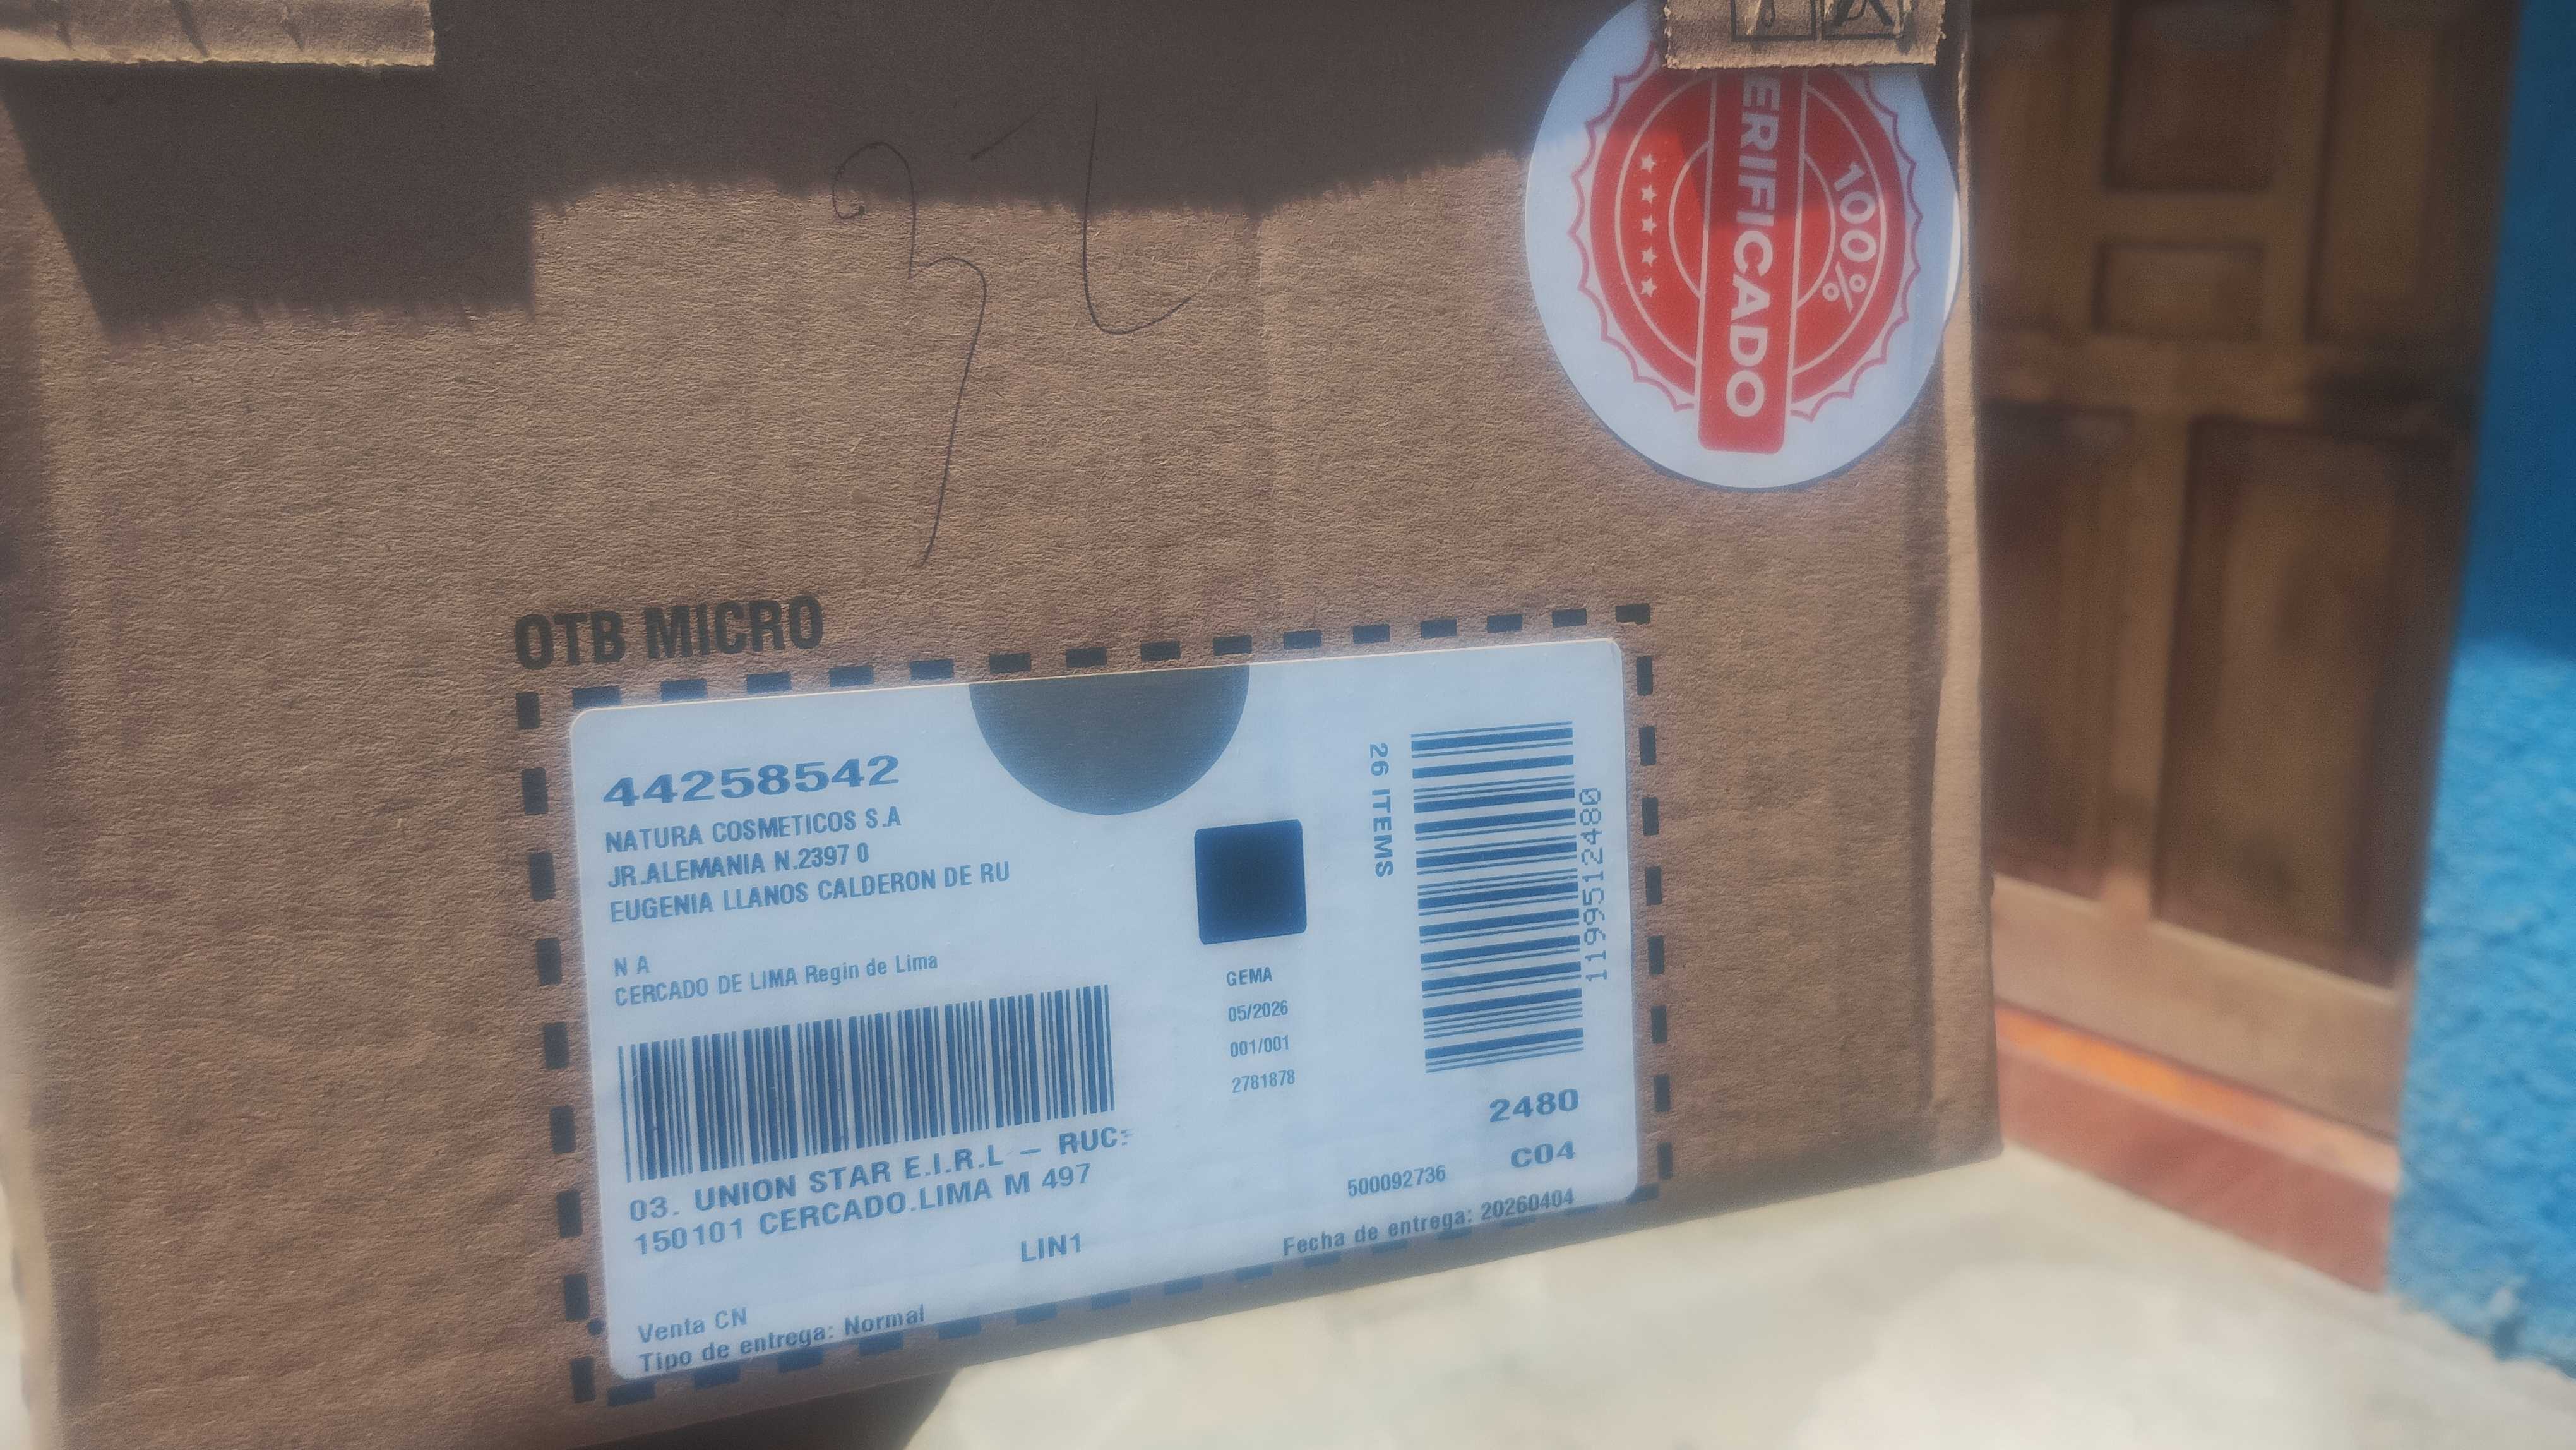 100%
ERIFICADO
OTB MICRO
44258542
NATURA COSMETICOS S.A
JR.ALEMANIA N.2397 0
EUGENIA LLANOS CALDERON DE RU
N A
CERCADO DE LIMA Regin de Lima
03. UNION STAR E.I.R.L – RUC:
150101 CERCADO.LIMA M 497
LIN1
Venta CN
Tipo de entrega: Normal
GEMA
05/2026
001/001
2781878
26 ITEMS
1199512480
2480
C04
500092736
Fecha de entrega: 20260404